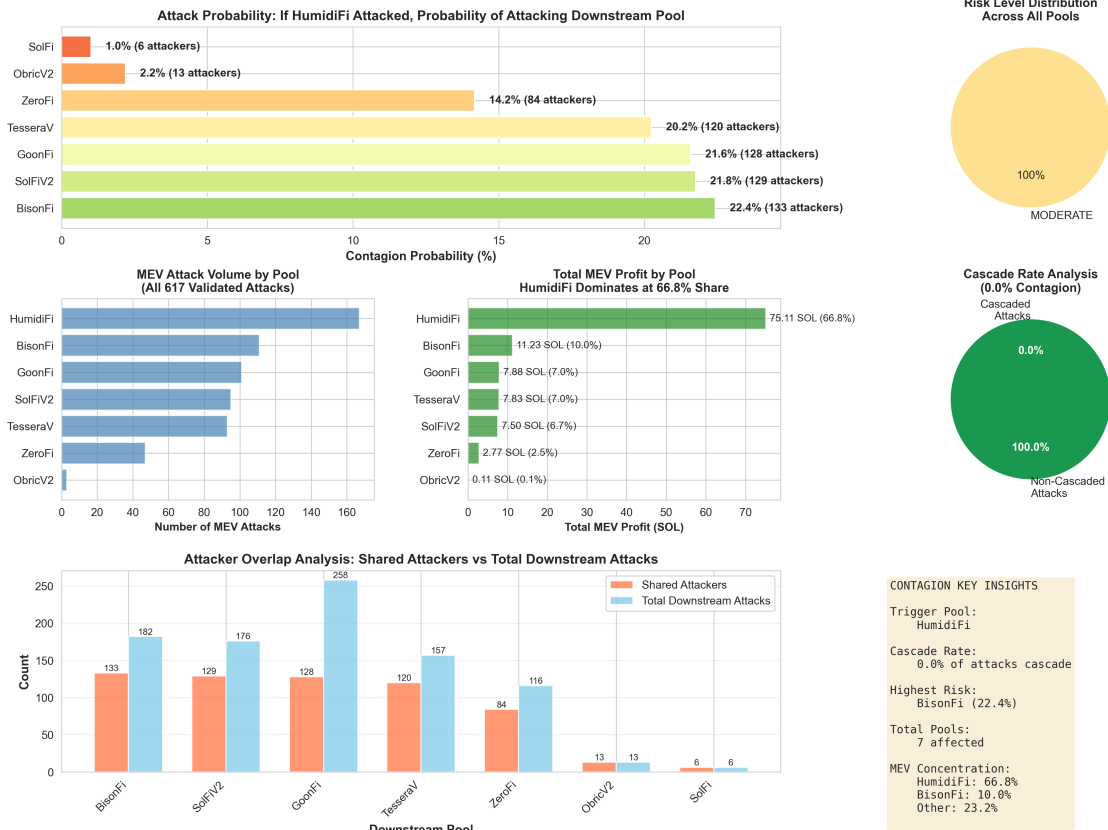 Attack Probability: If HumidiFi Attacked, Probability of Attacking Downstream Pool
SolFi
1.0% (6 attackers)
ObricV2
2.2% (13 attackers)
ZeroFi
14.2% (84 attackers)
TesseraV
20.2% (120 attackers)
GoonFi
21.6% (128 attackers)
SolFiV2
21.8% (129 attackers)
BisonFi
22.4% (133 attackers)
0 5 10 15 20
Contagion Probability (%)
Risk Level Distribution
Across All Pools
100%
MODERATE
MEV Attack Volume by Pool
(All 617 Validated Attacks)
HumidiFi
BisonFi
GoonFi
SolFiV2
TesseraV
ZeroFi
ObricV2
0 20 40 60 80 100 120 140 160
Number of MEV Attacks
Total MEV Profit by Pool
HumidiFi Dominates at 66.8% Share
HumidiFi
75.11 SOL (66.8%)
BisonFi
11.23 SOL (10.0%)
GoonFi
7.88 SOL (7.0%)
TesseraV
7.83 SOL (7.0%)
SolFiV2
7.50 SOL (6.7%)
ZeroFi
2.77 SOL (2.5%)
ObricV2
0.11 SOL (0.1%)
0 10 20 30 40 50 60 70
Total MEV Profit (SOL)
Cascade Rate Analysis
(0.0% Contagion)
Cascaded
Attacks
0.0%
100.0%
Non-Cascaded
Attacks
Attacker Overlap Analysis: Shared Attackers vs Total Downstream Attacks
Shared Attackers
Total Downstream Attacks
Count
250
200
150
100
50
0
133 182
129 176
128 258
120 157
84 116
13 13
6 6
BisonFi
SolFiV2
GoonFi
TesseraV
ZeroFi
ObricV2
SolFi
Downstream Pool
CONTAGION KEY INSIGHTS
Trigger Pool:
HumidiFi
Cascade Rate:
0.0% of attacks cascade
Highest Risk:
BisonFi (22.4%)
Total Pools:
7 affected
MEV Concentration:
HumidiFi: 66.8%
BisonFi: 10.0%
Other: 23.2%